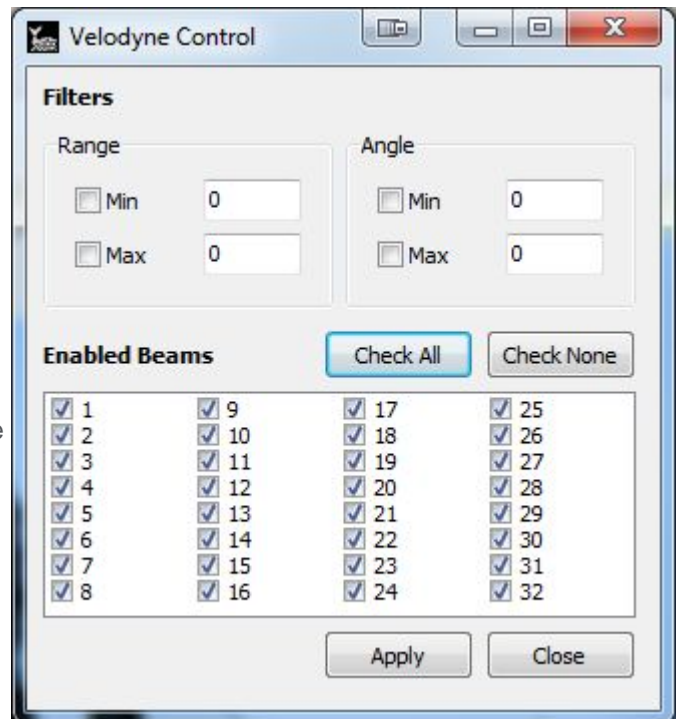 Velodyne Control
Filters
Range
Angle
Min 0
Min 0
Max 0
Max 0
Enabled Beams Check All Check None
1 9 17 25
e 2 10 18 26
3 11 19 27
4 12 20 28
5 13 21 29
6 14 22 30
7 15 23 31
8 16 24 32
Apply Close